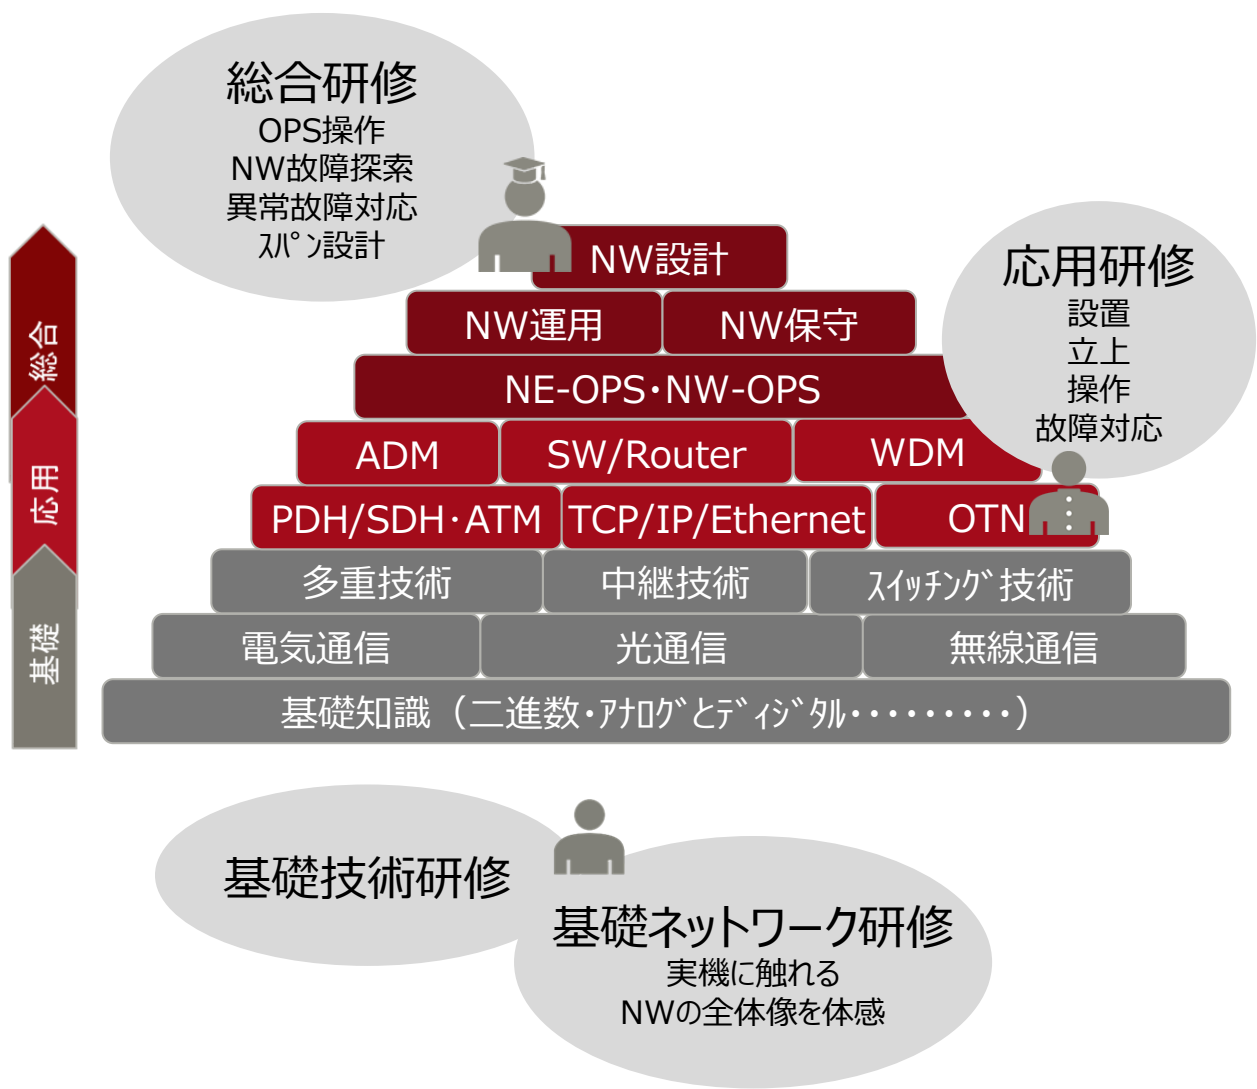 総合研修
OPS操作
NW故障探索
異常故障対応
ｽﾊﾟﾝ設計
応用研修
設置
立上
操作
故障対応
総合
応用
基礎
NW設計
NW運用
NW保守
NE-OPS・NW-OPS
ADM
SW/Router
WDM
PDH/SDH・ATM
TCP/IP/Ethernet
OTN
多重技術
中継技術
ｽｲｯﾁﾝｸﾞ技術
電気通信
光通信
無線通信
基礎知識（二進数・ｱﾅﾛｸﾞとﾃﾞｨｼﾞﾀﾙ・・・・・・・・・）
基礎技術研修
基礎ネットワーク研修
実機に触れる
NWの全体像を体感